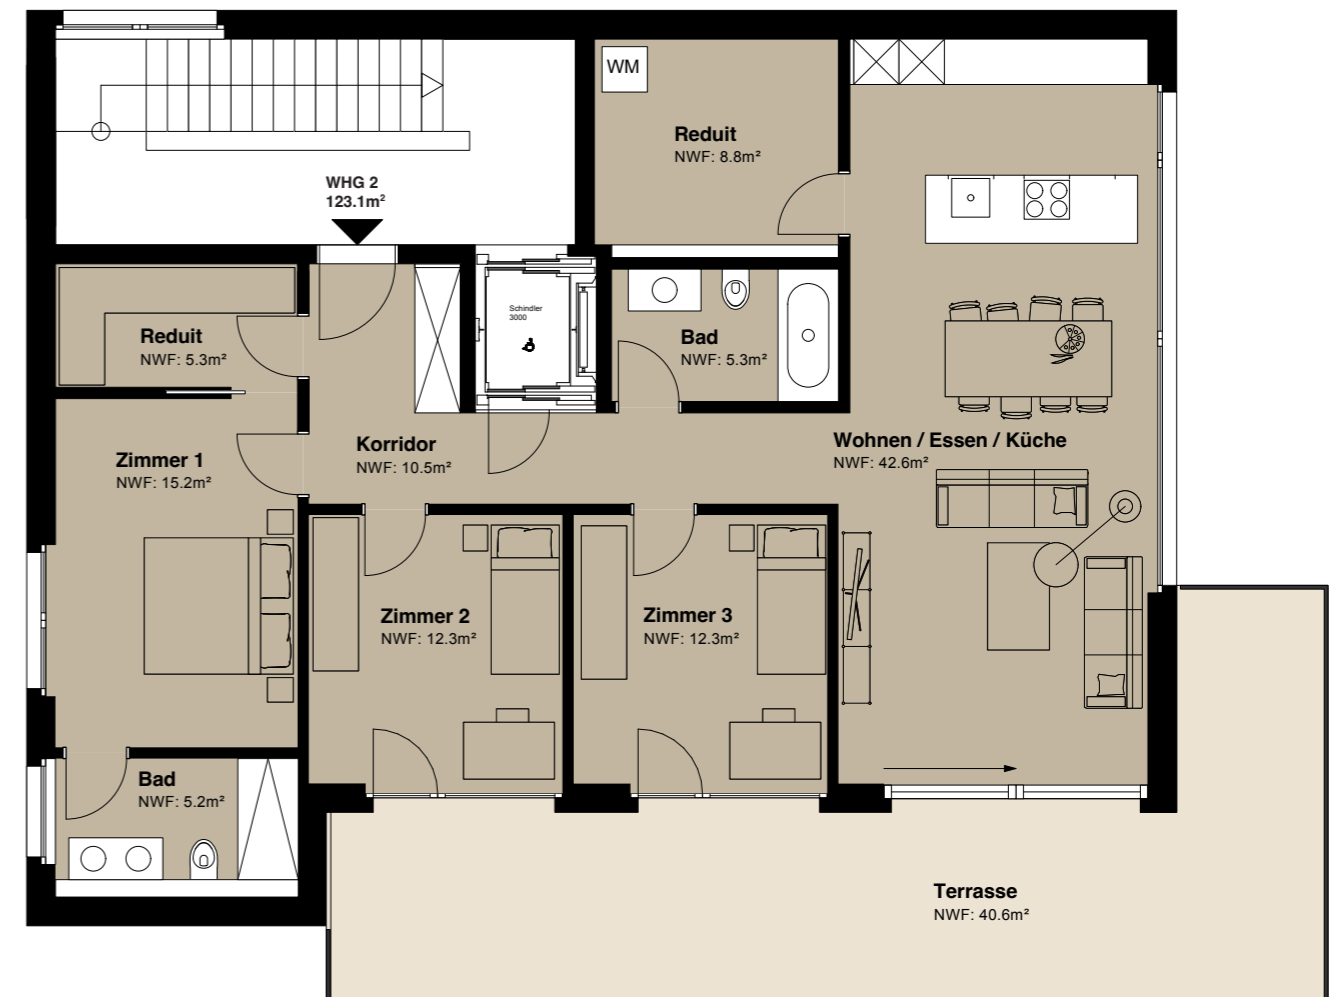 WM
Reduit
NWF: 8.8m²
WHG 2
123.1m²
Schindler
3000
Reduit
NWF: 5.3m²
Bad
NWF: 5.3m²
Korridor
NWF: 10.5m²
Wohnen / Essen / Küche
NWF: 42.6m²
Zimmer 1
NWF: 15.2m²
Zimmer 2
NWF: 12.3m²
Zimmer 3
NWF: 12.3m²
Bad
NWF: 5.2m²
Terrasse
NWF: 40.6m²